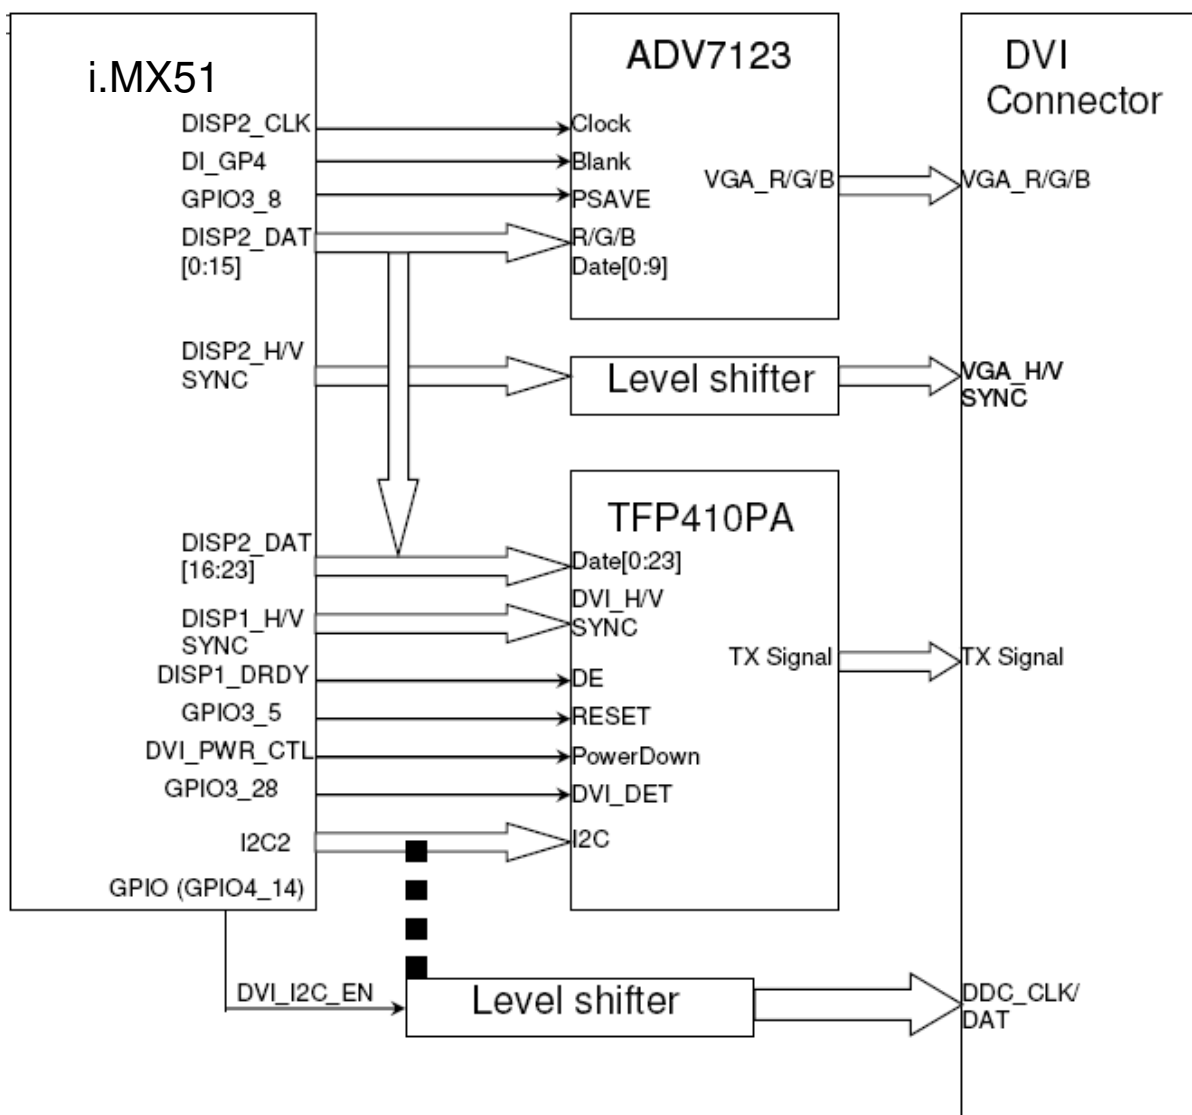 i.MX51
DISP2_CLK
DI_GP4
GPIO3_8
DISP2_DAT
[0:15]
DISP2_H/V
SYNC
DISP2_DAT
[16:23]
DISP1_H/V
SYNC
DISP1_DRDY
GPIO3_5
DVI_PWR_CTL
GPIO3_28
I2C2
GPIO (GPIO4_14)
DVI_I2C_EN
ADV7123
Clock
Blank
PSAVE
R/G/B
Date[0:9]
VGA_R/G/B
Level shifter
TFP410PA
Date[0:23]
DVI_H/V
SYNC
TX Signal
DE
RESET
PowerDown
DVI_DET
I2C
Level shifter
DVI
Connector
VGA_R/G/B
VGA_H/V
SYNC
TX Signal
DDC_CLK/
DAT